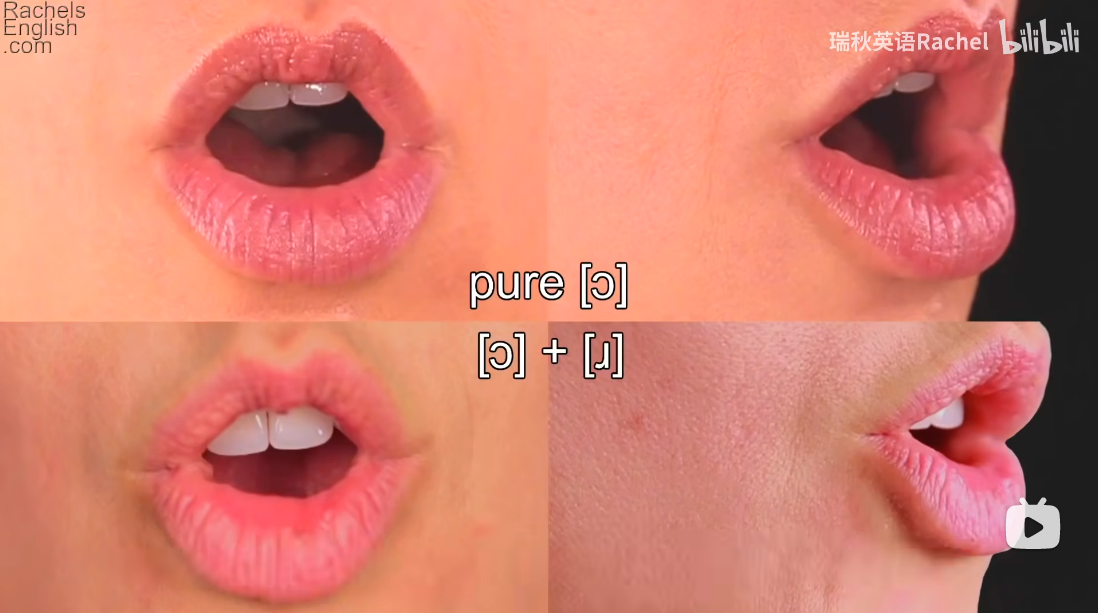 Rachels
English
.com
瑞秋英语Rachel bilibili
pure [ɔ]
[ɔ] + [ɹ]